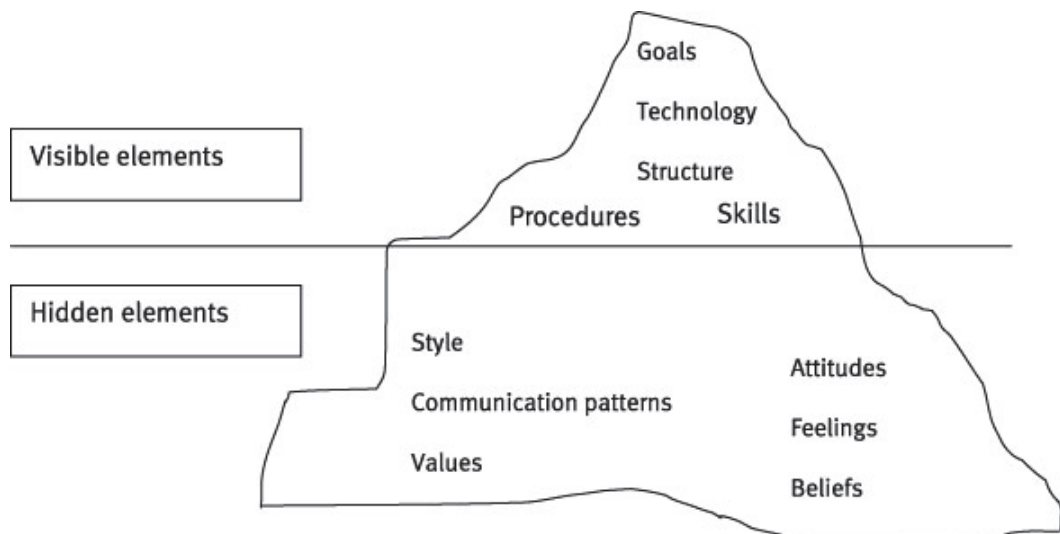 Goals
Technology
Visible elements
Structure
Procedures Skills
Hidden elements
Style
Attitudes
Communication patterns
Feelings
Values
Beliefs